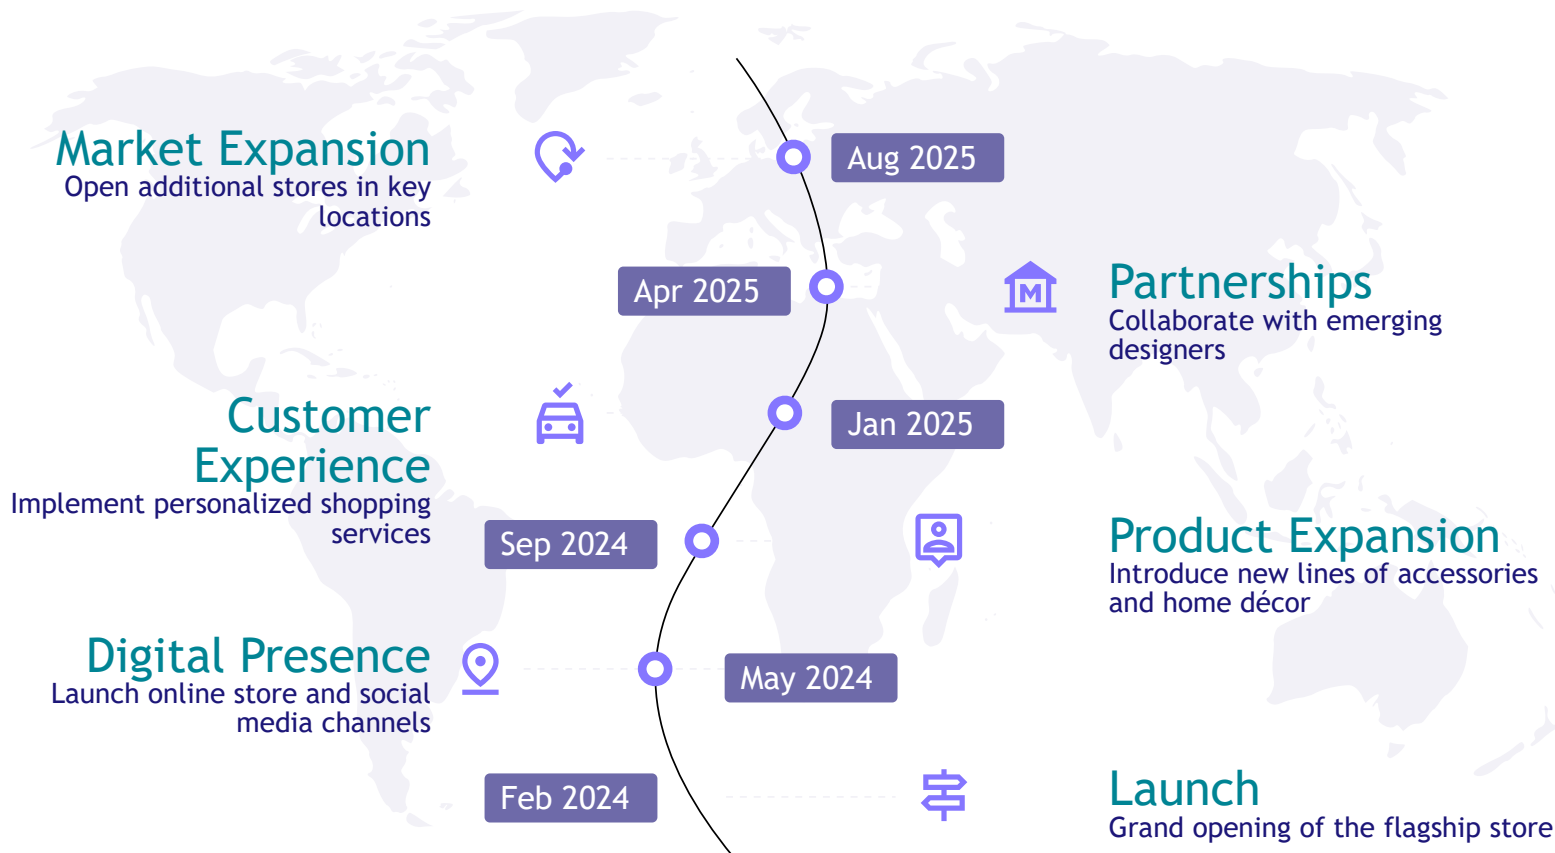 Market Expansion
Open additional stores in key
locations
Aug 2025
Apr 2025
Partnerships
Collaborate with emerging
designers
Customer
Experience
Implement personalized shopping
services
Jan 2025
Sep 2024
Product Expansion
Introduce new lines of accessories
and home décor
Digital Presence
Launch online store and social
media channels
May 2024
Feb 2024
Launch
Grand opening of the flagship store